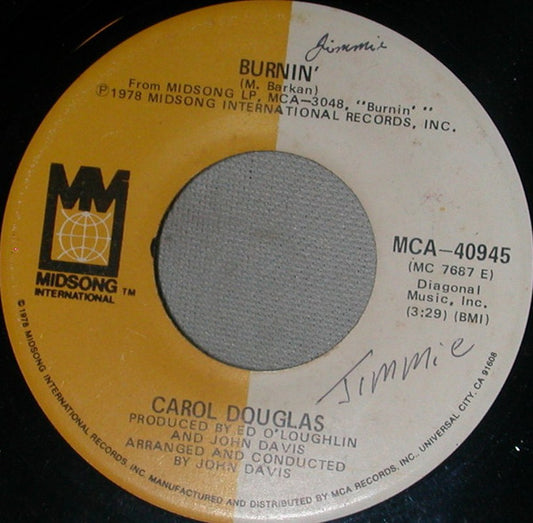 Jimmie
BURNIN'
(M. Barkan)
From MIDSONG LP, MCA-3048, "Burnin' "
℗1978 MIDSONG INTERNATIONAL RECORDS, INC.
MM
MIDSONG TM
INTERNATIONAL
MCA-40945
(MC 7687 E)
Diagonal
Music, Inc.
(3:29) (BMI)
Jimmie
CAROL DOUGLAS
PRODUCED BY ED O'LOUGHLIN
AND JOHN DAVIS
ARRANGED AND CONDUCTED
BY JOHN DAVIS
©1978 MIDSONG INTERNATIONAL RECORDS, INC. MANUFACTURED AND DISTRIBUTED BY MCA RECORDS, INC., UNIVERSAL CITY, CA 91608